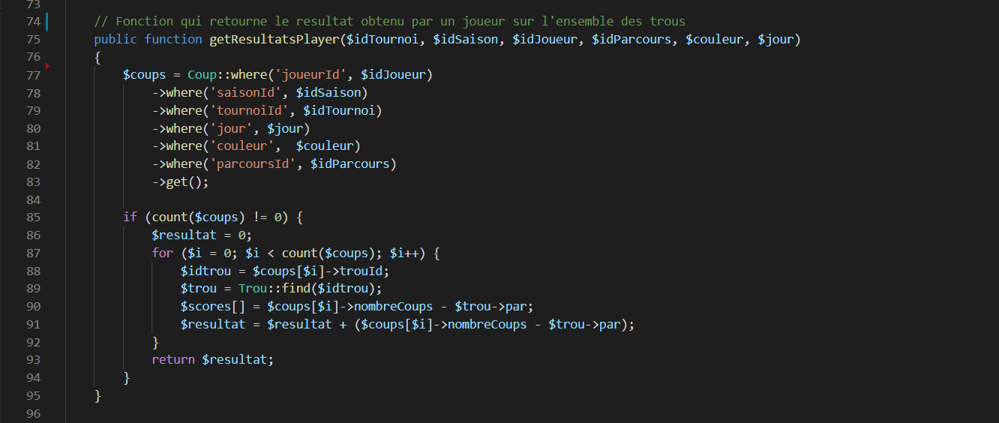 73
74 // Fonction qui retourne le resultat obtenu par un joueur sur l'ensemble des trous
75 public function getResultatsPlayer($idTournoi, $idSaison, $idJoueur, $idParcours, $couleur, $jour)
76 {
77 $coups = Coup::where('joueurId', $idJoueur)
78 ->where('saisonId', $idSaison)
79 ->where('tournoiId', $idTournoi)
80 ->where('jour', $jour)
81 ->where('couleur',  $couleur)
82 ->where('parcoursId', $idParcours)
83 ->get();
84
85 if (count($coups) != 0) {
86 $resultat = 0;
87 for ($i = 0; $i < count($coups); $i++) {
88 $idtrou = $coups[$i]->trouId;
89 $trou = Trou::find($idtrou);
90 $scores[] = $coups[$i]->nombreCoups - $trou->par;
91 $resultat = $resultat + ($coups[$i]->nombreCoups - $trou->par);
92 }
93 return $resultat;
94 }
95 }
96